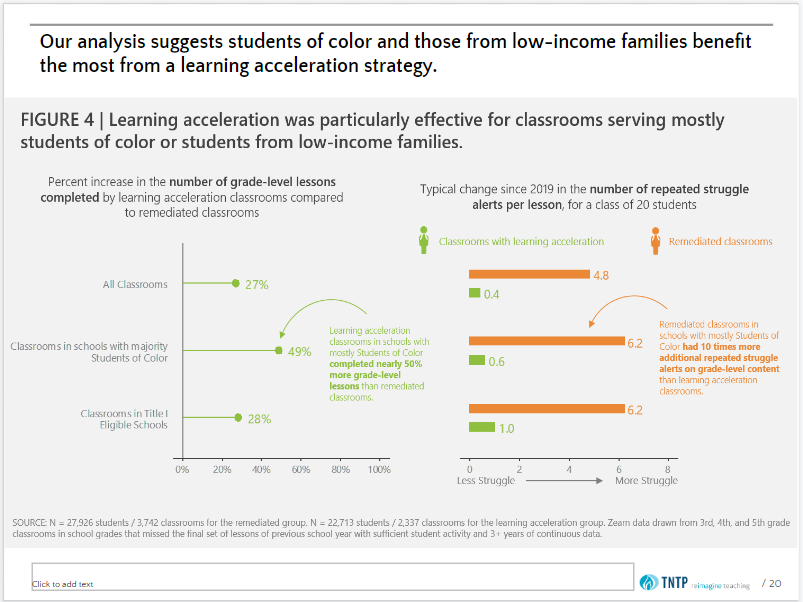 Our analysis suggests students of color and those from low-income families benefit
the most from a learning acceleration strategy.
FIGURE 4 | Learning acceleration was particularly effective for classrooms serving mostly
students of color or students from low-income families.
Percent increase in the number of grade-level lessons
completed by learning acceleration classrooms compared
to remediated classrooms
All Classrooms
27%
Classrooms in schools with majority
Students of Color
49%
Classrooms in Title I
Eligible Schools
28%
Learning acceleration
classrooms in schools with
mostly Students of Color
completed nearly 50%
more grade-level
lessons than remediated
classrooms.
0%
20%
40%
60%
80%
100%
Typical change since 2019 in the number of repeated struggle
alerts per lesson, for a class of 20 students
Classrooms with learning acceleration
Remediated classrooms
4.8
0.4
6.2
0.6
6.2
1.0
Remediated classrooms in
schools with mostly Students of
Color had 10 times more
additional repeated struggle
alerts on grade-level content
than learning acceleration
classrooms.
0
2
4
6
8
Less Struggle
More Struggle
SOURCE: N = 27,926 students / 3,742 classrooms for the remediated group. N = 22,713 students / 2,337 classrooms for the learning acceleration group. Zearn data drawn from 3rd, 4th, and 5th grade
classrooms in school grades that missed the final set of lessons of previous school year with sufficient student activity and 3+ years of continuous data.
Click to add text
TNTP reimagine teaching
/ 20